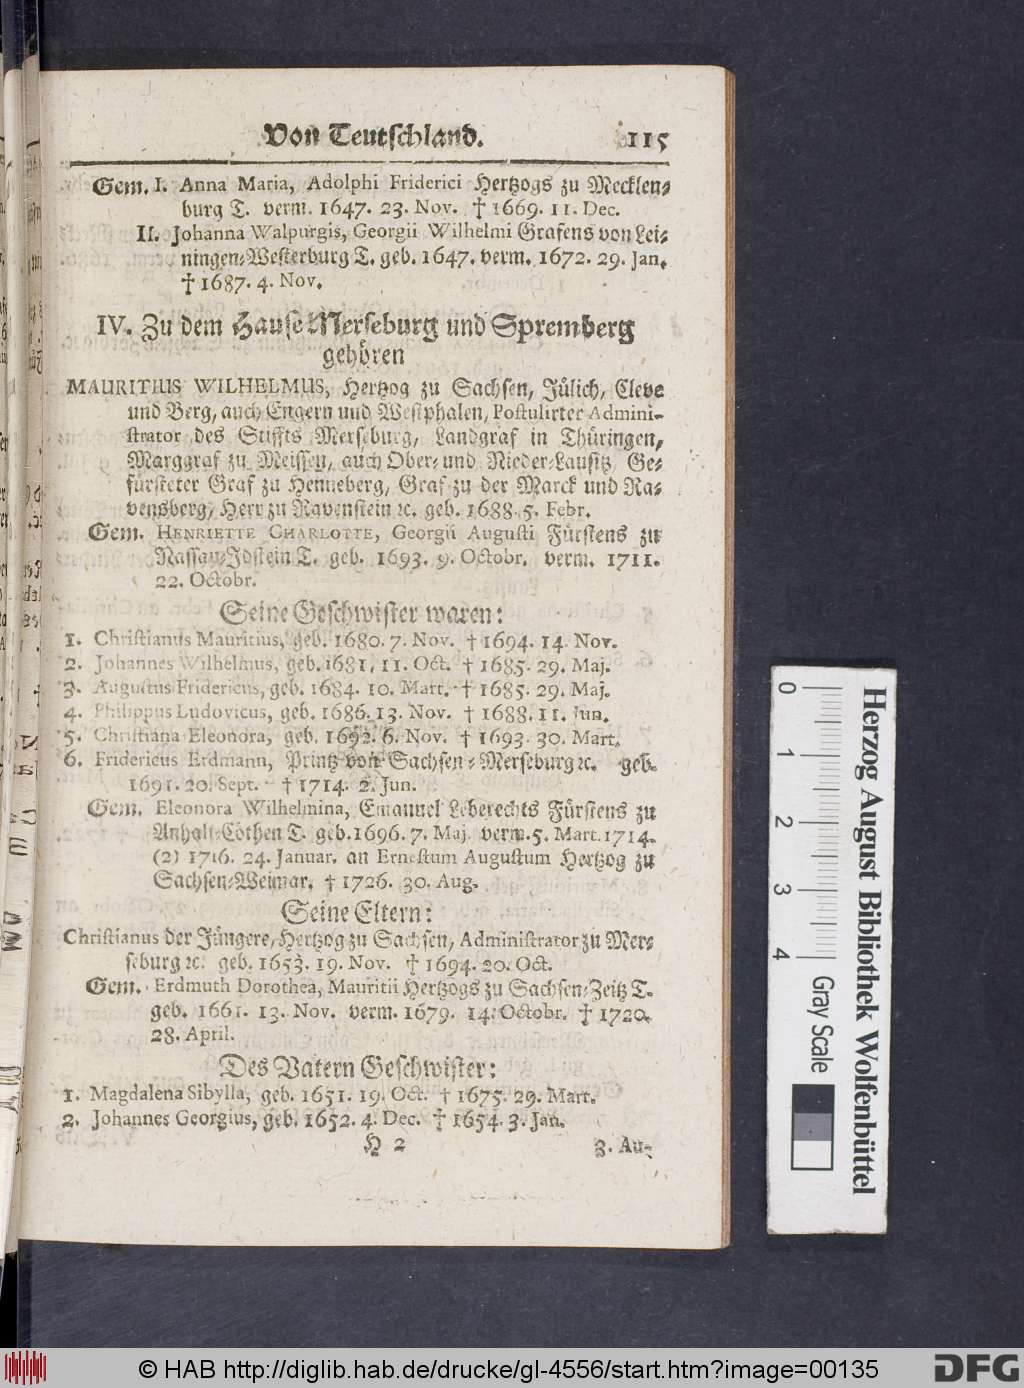 Von Teutschland. 115
Gem. I. Anna Maria, Adolphi Friderici Hertzogs zu Mecklen-
burg T. verm. 1647. 23. Nov. † 1669. 11. Dec.
II. Johanna Walpurgis, Georgii Wilhelmi Grafens von Lei-
ningen-Westerburg T. geb. 1647. verm. 1672. 29. Jan.
† 1687. 4. Nov.
IV. Zu dem Hause Merseburg und Spremberg
gehören
MAURITIUS WILHELMUS, Hertzog zu Sachsen, Jülich, Cleve
und Berg, auch Engern und Westphalen, Postulirter Admini-
strator des Stiffts Merseburg, Landgraf in Thüringen,
Marggraf zu Meissen, auch Ober- und Nieder-Lausitz, Ge-
fürsteter Graf zu Henneberg, Graf zu der Marck und Ra-
vensberg, Herr zu Ravenstein ꝛc. geb. 1688. 5. Febr.
Gem. HENRIETTE CHARLOTTE, Georgii Augusti Fürstens zu
Nassau-Idstein T. geb. 1693. 9. Octobr. verm. 1711.
22. Octobr.
Seine Geschwister waren:
1. Christianus Mauritius, geb. 1680. 7. Nov. † 1694. 14. Nov.
2. Johannes Wilhelmus, geb. 1681. 11. Oct. † 1685. 29. Maj.
3. Augustus Fridericus, geb. 1684. 10. Mart. † 1685. 29. Maj.
4. Philippus Ludovicus, geb. 1686. 13. Nov. † 1688. 11. Jun.
5. Christiana Eleonora, geb. 1692. 6. Nov. † 1693. 30. Mart.
6. Fridericus Erdmann, Printz von Sachsen-Merseburg ꝛc. geb.
1691. 20. Sept. † 1714. 2. Jun.
Gem. Eleonora Wilhelmina, Emanuel Leberechts Fürstens zu
Anhalt-Cöthen T. geb. 1696. 7. Maj. verm. 5. Mart. 1714.
(2) 1716. 24. Januar. an Ernestum Augustum Hertzog zu
Sachsen-Weimar. † 1726. 30. Aug.
Seine Eltern:
Christianus der Jüngere, Hertzog zu Sachsen, Administrator zu Mer-
seburg ꝛc. geb. 1653. 19. Nov. † 1694. 20. Oct.
Gem. Erdmuth Dorothea, Mauritii Hertzogs zu Sachsen-Zeitz T.
geb. 1661. 13. Nov. verm. 1679. 14. Octobr. † 1720.
28. April.
Des Vatern Geschwister:
1. Magdalena Sibylla, geb. 1651. 19. Oct. † 1675. 29. Mart.
2. Johannes Georgius, geb. 1652. 4. Dec. † 1654. 3. Jan.
H 2 3. Au-
0 1 2 3 4
Gray Scale
Herzog August Bibliothek Wolfenbüttel
© HAB http://diglib.hab.de/drucke/gl-4556/start.htm?image=00135
DFG